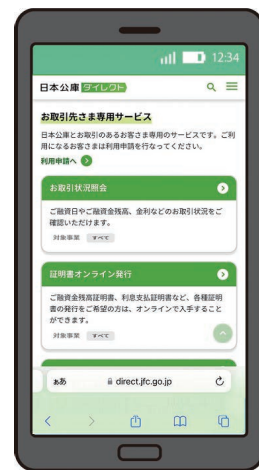 12:34
日本公庫 ダイレクト
お取引先さま専用サービス
日本公庫とお取引のあるお客さま専用のサービスです。ご利
用になるお客さまは利用申請を行なってください。
利用申請へ
お取引状況照会
ご融資日やご融資金残高、金利などのお取引状況をご
確認いただけます。
対象事業 すべて
証明書オンライン発行
ご融資金残高証明書、利息支払証明書など、各種証明
書の発行をご希望の方は、オンラインで入手すること
ができます。
対象事業 すべて
ぁあ direct.jfc.go.jp